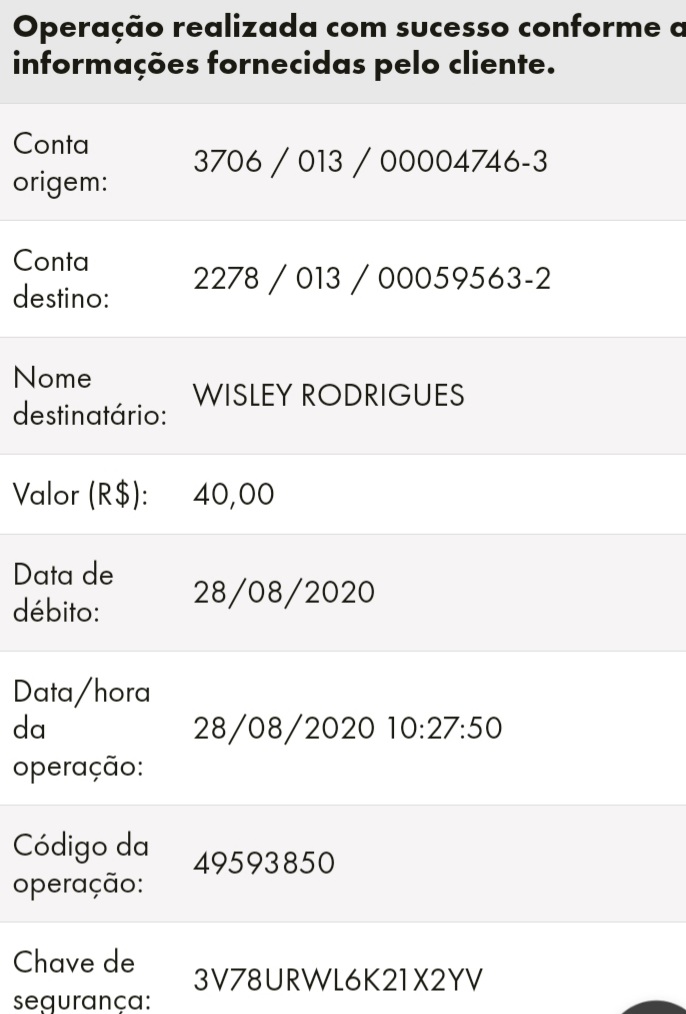 Operação realizada com sucesso conforme a
informações fornecidas pelo cliente.
Conta
origem:
3706 / 013 / 00004746-3
Conta
destino:
2278 / 013 / 00059563-2
Nome
destinatário:
WISLEY RODRIGUES
Valor (R$):
40,00
Data de
débito:
28/08/2020
Data/hora
da
operação:
28/08/2020 10:27:50
Código da
operação:
49593850
Chave de
segurança:
3V78URWL6K21X2YV